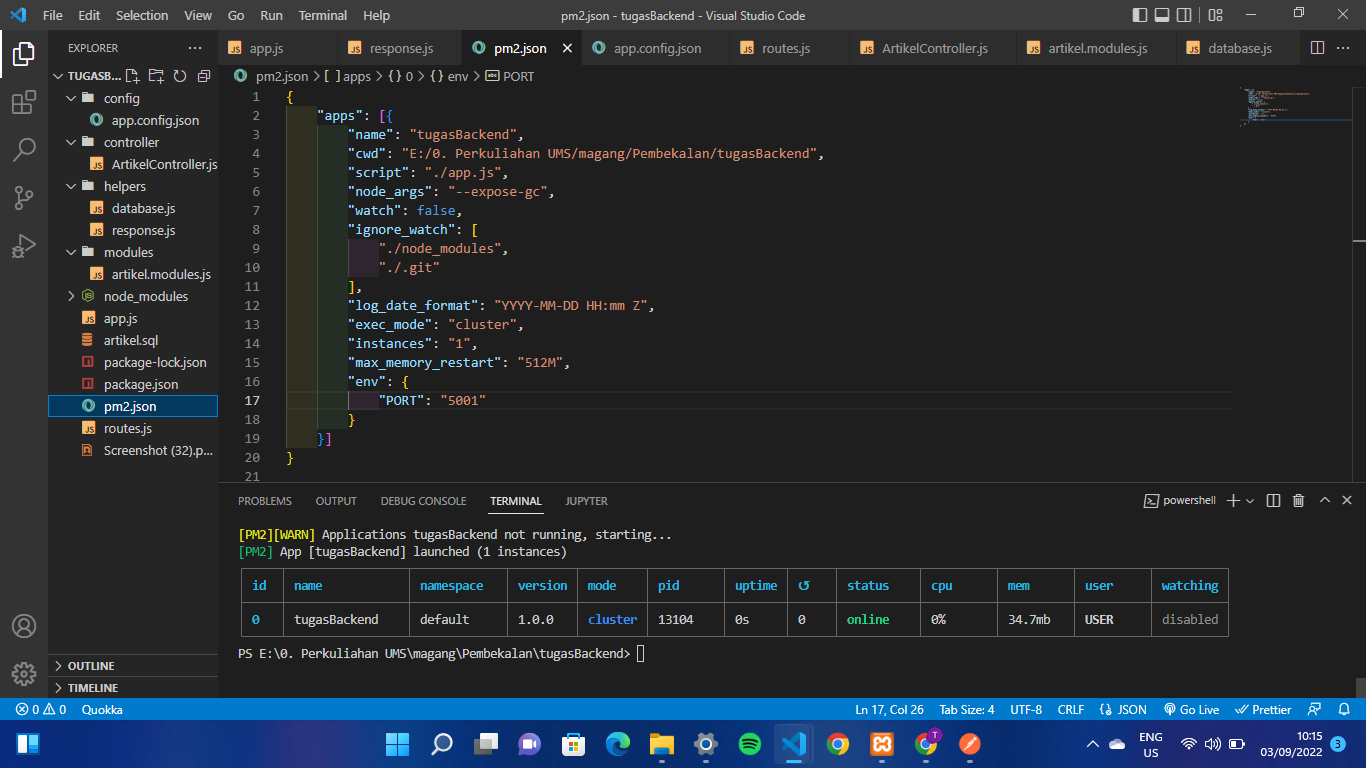 File Edit Selection View Go Run Terminal Help
pm2.json - tugasBackend - Visual Studio Code
EXPLORER
TUGASB...
config
app.config.json
controller
ArtikelController.js
helpers
database.js
response.js
modules
artikel.modules.js
node_modules
app.js
artikel.sql
package-lock.json
package.json
pm2.json
routes.js
Screenshot (32).p...
OUTLINE
TIMELINE
app.js response.js pm2.json app.config.json routes.js ArtikelController.js artikel.modules.js database.js
pm2.json > [ ] apps > {} 0 > {} env > PORT
1 {
2 "apps": [{
3 "name": "tugasBackend",
4 "cwd": "E:/0. Perkuliahan UMS/magang/Pembekalan/tugasBackend",
5 "script": "./app.js",
6 "node_args": "--expose-gc",
7 "watch": false,
8 "ignore_watch": [
9 "./node_modules",
10 "./.git"
11 ],
12 "log_date_format": "YYYY-MM-DD HH:mm Z",
13 "exec_mode": "cluster",
14 "instances": "1",
15 "max_memory_restart": "512M",
16 "env": {
17 "PORT": "5001"
18 }
19 }]
20 }
21
PROBLEMS OUTPUT DEBUG CONSOLE TERMINAL JUPYTER
powershell
[PM2][WARN] Applications tugasBackend not running, starting...
[PM2] App [tugasBackend] launched (1 instances)
id name namespace version mode pid uptime ↺ status cpu mem user watching
0 tugasBackend default 1.0.0 cluster 13104 0s 0 online 0% 34.7mb USER disabled
PS E:\0. Perkuliahan UMS\magang\Pembekalan\tugasBackend>
0 0 Quokka
Ln 17, Col 26 Tab Size: 4 UTF-8 CRLF {} JSON Go Live Prettier
T
ENG
US
10:15
03/09/2022
3